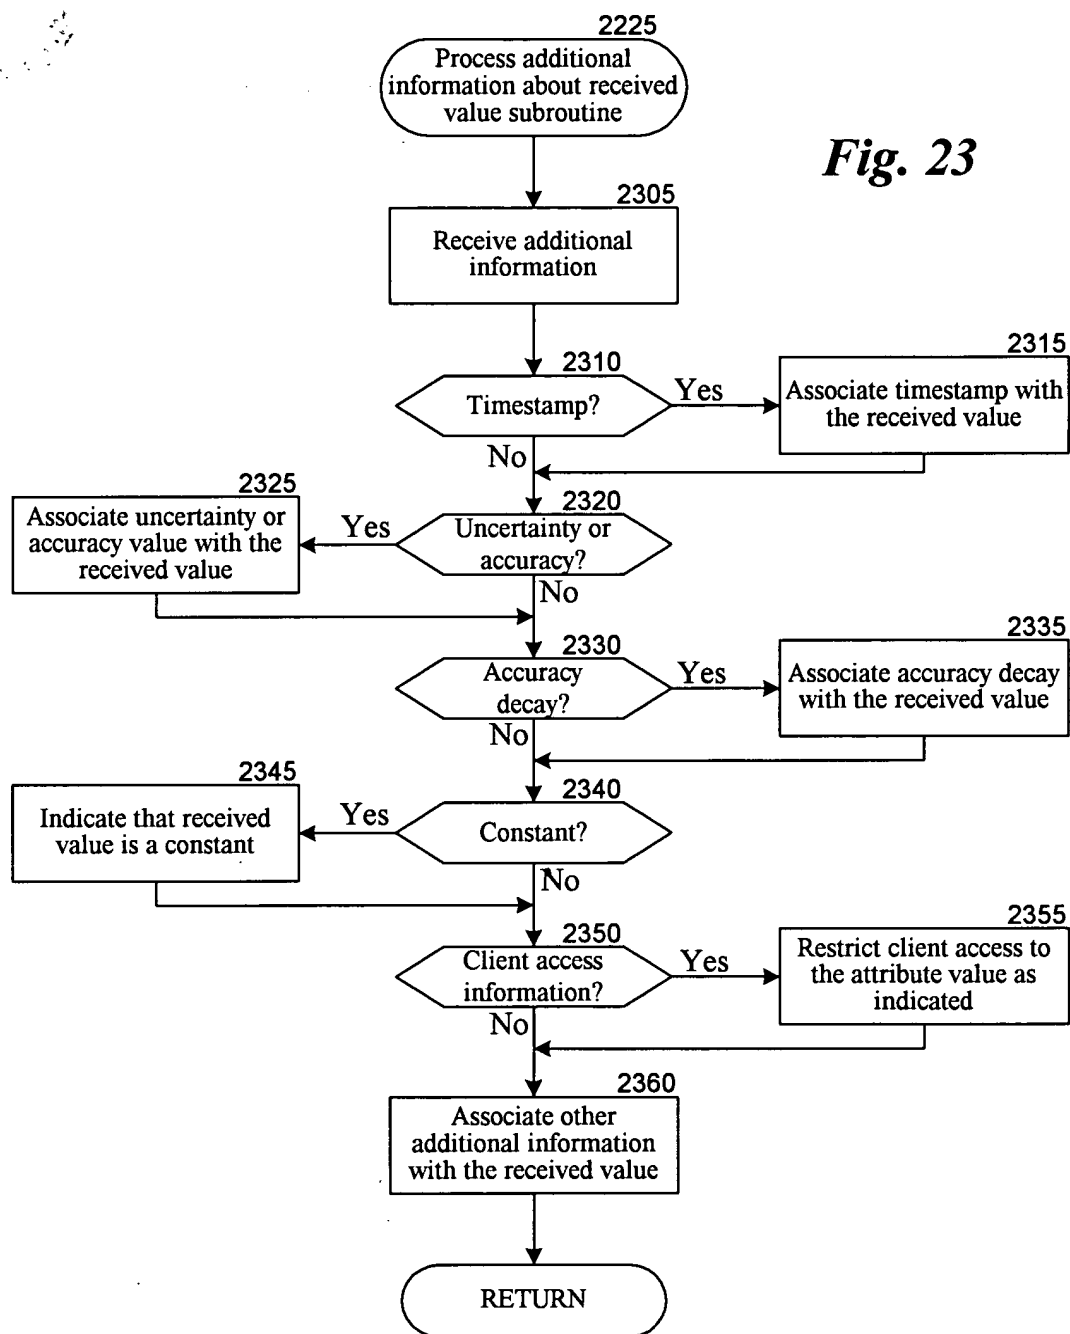 2225
Process additional
information about received
value subroutine
Fig. 23
2305
Receive additional
information
2310
Timestamp?
Yes
2315
Associate timestamp with
the received value
No
2325
Associate uncertainty or
accuracy value with the
received value
Yes
2320
Uncertainty or
accuracy?
No
2330
Accuracy
decay?
Yes
2335
Associate accuracy decay
with the received value
No
2345
Indicate that received
value is a constant
Yes
2340
Constant?
No
2350
Client access
information?
Yes
2355
Restrict client access to
the attribute value as
indicated
No
2360
Associate other
additional information
with the received value
RETURN